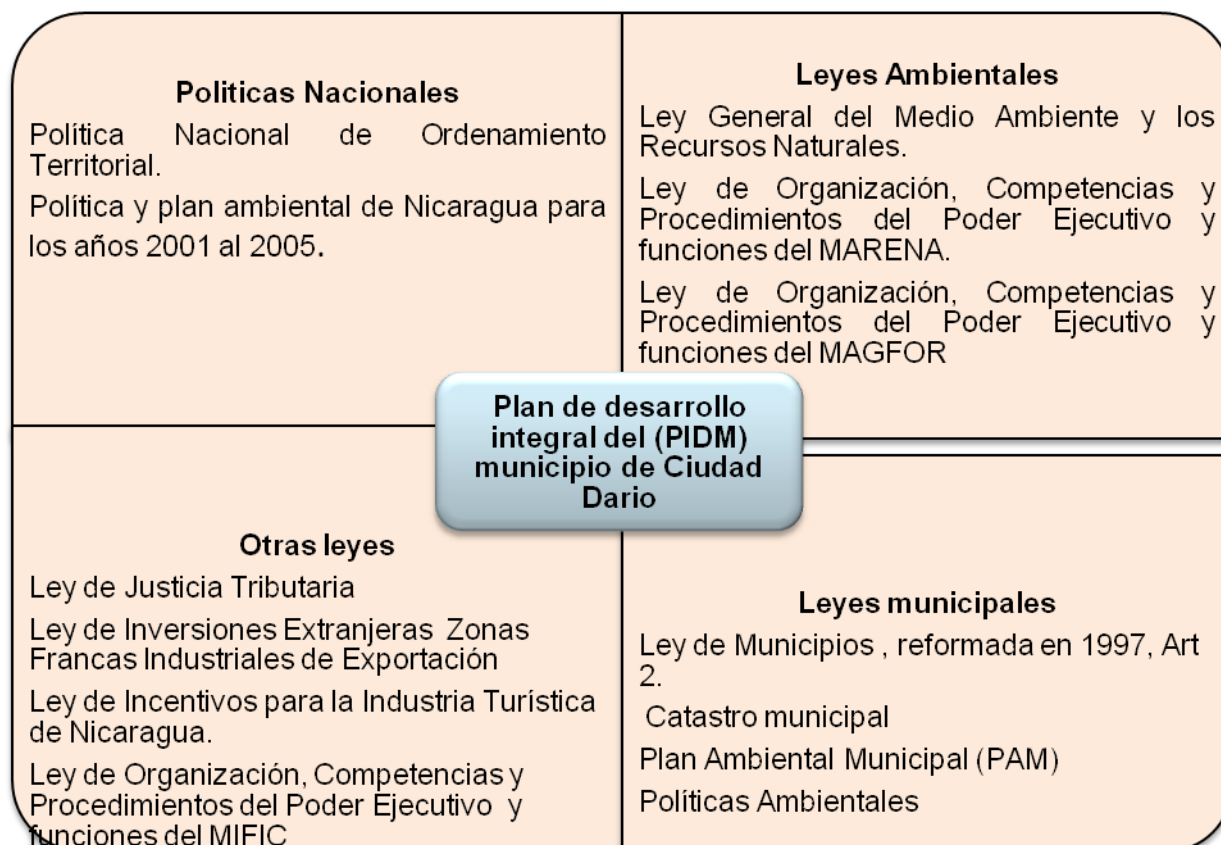 Politicas Nacionales
Política Nacional de Ordenamiento
Territorial.
Política y plan ambiental de Nicaragua para
los años 2001 al 2005.
Leyes Ambientales
Ley General del Medio Ambiente y los
Recursos Naturales.
Ley de Organización, Competencias y
Procedimientos del Poder Ejecutivo y
funciones del MARENA.
Ley de Organización, Competencias y
Procedimientos del Poder Ejecutivo y
funciones del MAGFOR
Plan de desarrollo
integral del (PIDM)
municipio de Ciudad
Dario
Otras leyes
Ley de Justicia Tributaria
Ley de Inversiones Extranjeras Zonas
Francas Industriales de Exportación
Ley de Incentivos para la Industria Turística
de Nicaragua.
Ley de Organización, Competencias y
Procedimientos del Poder Ejecutivo y
funciones del MIFIC
Leyes municipales
Ley de Municipios , reformada en 1997, Art
2.
Catastro municipal
Plan Ambiental Municipal (PAM)
Políticas Ambientales